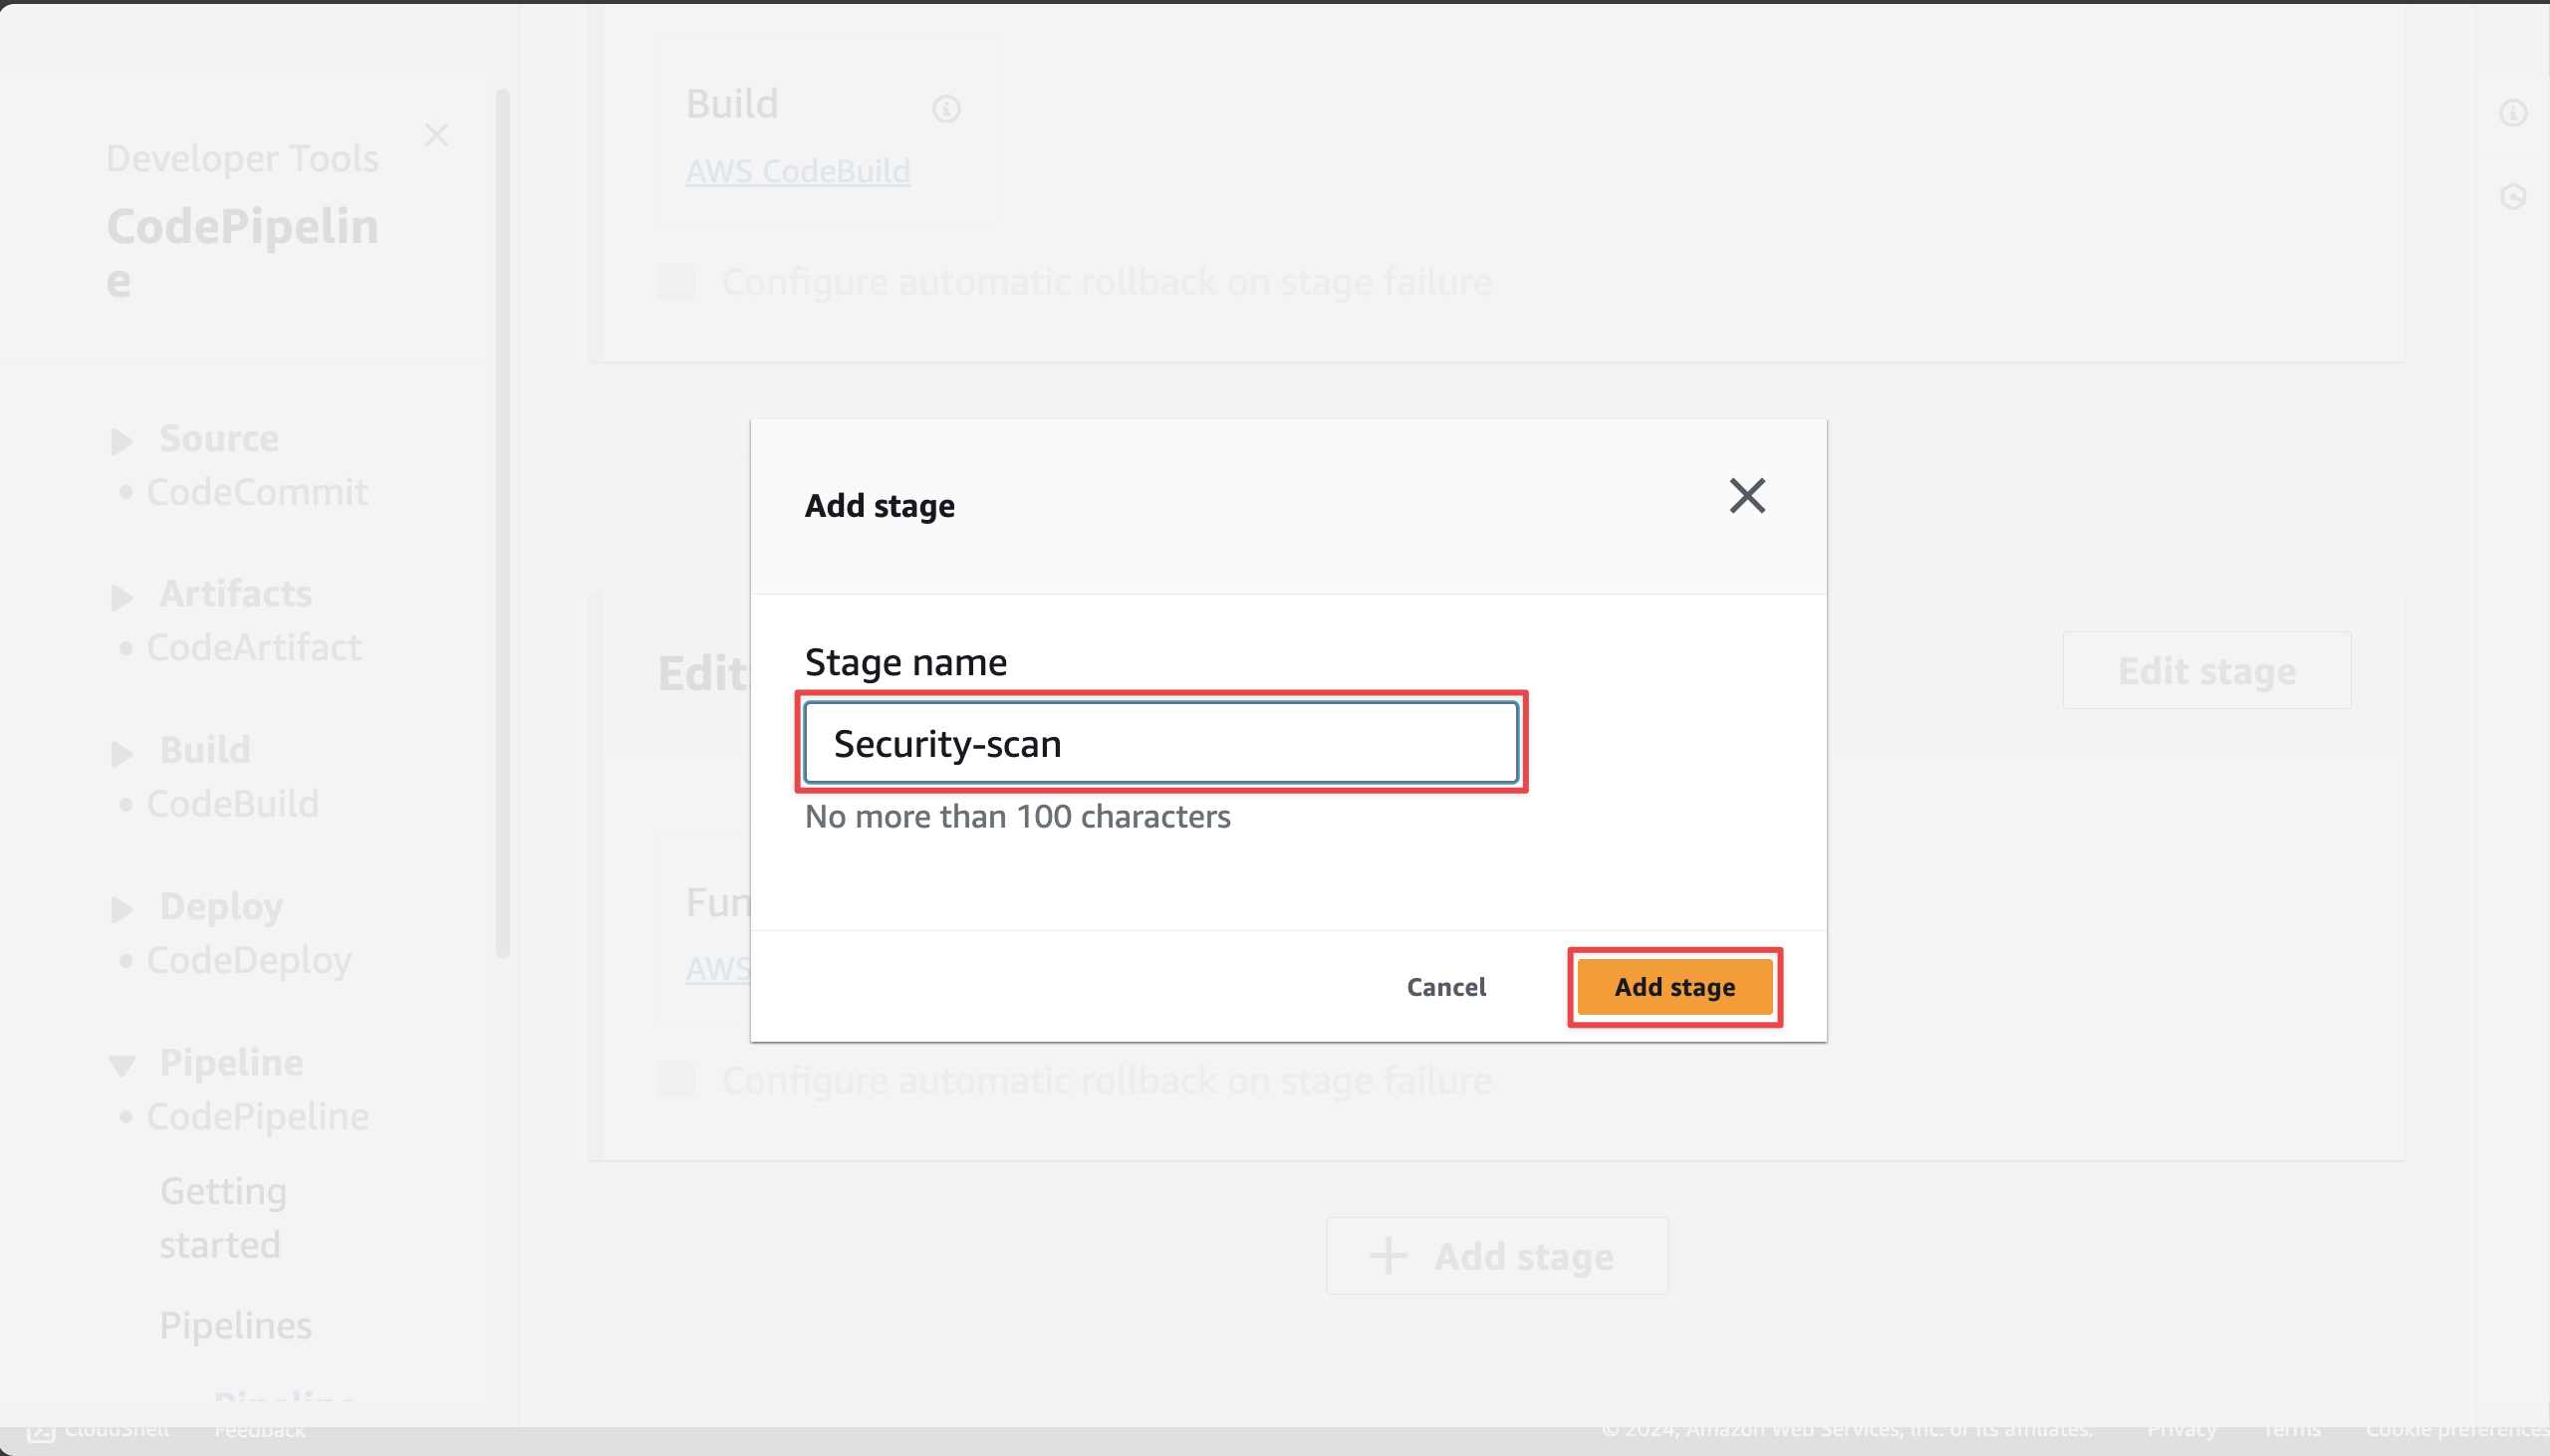 Developer Tools
CodePipelin
e
Source
CodeCommit
Artifacts
CodeArtifact
Build
CodeBuild
Deploy
CodeDeploy
Pipeline
CodePipeline
Getting
started
Pipelines
Pipeline
Build
AWS CodeBuild
Configure automatic rollback on stage failure
Edit:
Edit stage
AWS
Configure automatic rollback on stage failure
Add stage
Add stage
Stage name
Security-scan
No more than 100 characters
Cancel
Add stage
CloudShell
Feedback
© 2024, Amazon Web Services, Inc. or its affiliates.
Privacy
Terms
Cookie preferences